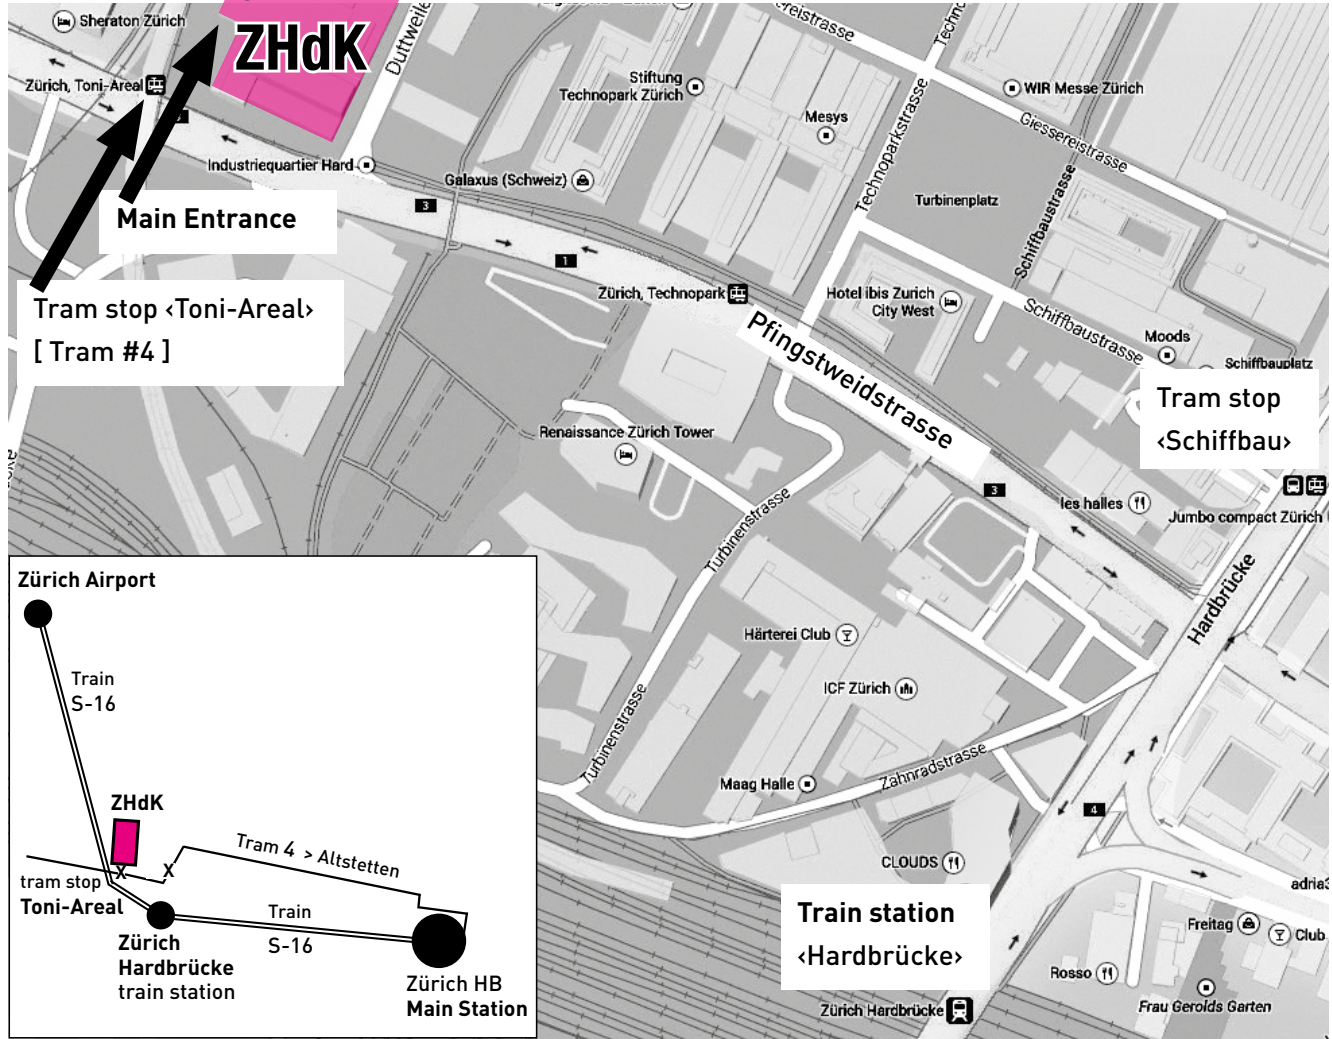 Sheraton Zürich
ZHdK
Duttweile
Stiftung
Technopark Zürich
ereistrasse
Techno
WIR Messe Zürich
Zürich, Toni-Areal
Mesys
Giessereistrasse
Technoparkstrasse
Industriequartier Hard
Galaxus (Schweiz)
Turbinenplatz
Schiffbaustrasse
3
Main Entrance
1
Zürich, Technopark
Hotel ibis Zurich
City West
Tram stop ‹Toni-Areal›
[ Tram #4 ]
Pfingstweidstrasse
Schiffbaustrasse
Moods
Schiffbauplatz
Tram stop
‹Schiffbau›
Renaissance Zürich Tower
3
les halles
Jumbo compact Zürich
Turbinenstrasse
Hardbrücke
Härterei Club
ICF Zürich
Turbinenstrasse
Maag Halle
Zahnradstrasse
4
CLOUDS
adria3
Train station
‹Hardbrücke›
Freitag
Club
Rosso
Frau Gerolds Garten
Zürich Hardbrücke
Zürich Airport
Train
S-16
ZHdK
Tram 4 > Altstetten
X
X
tram stop
Toni-Areal
Train
S-16
Zürich
Hardbrücke
train station
Zürich HB
Main Station